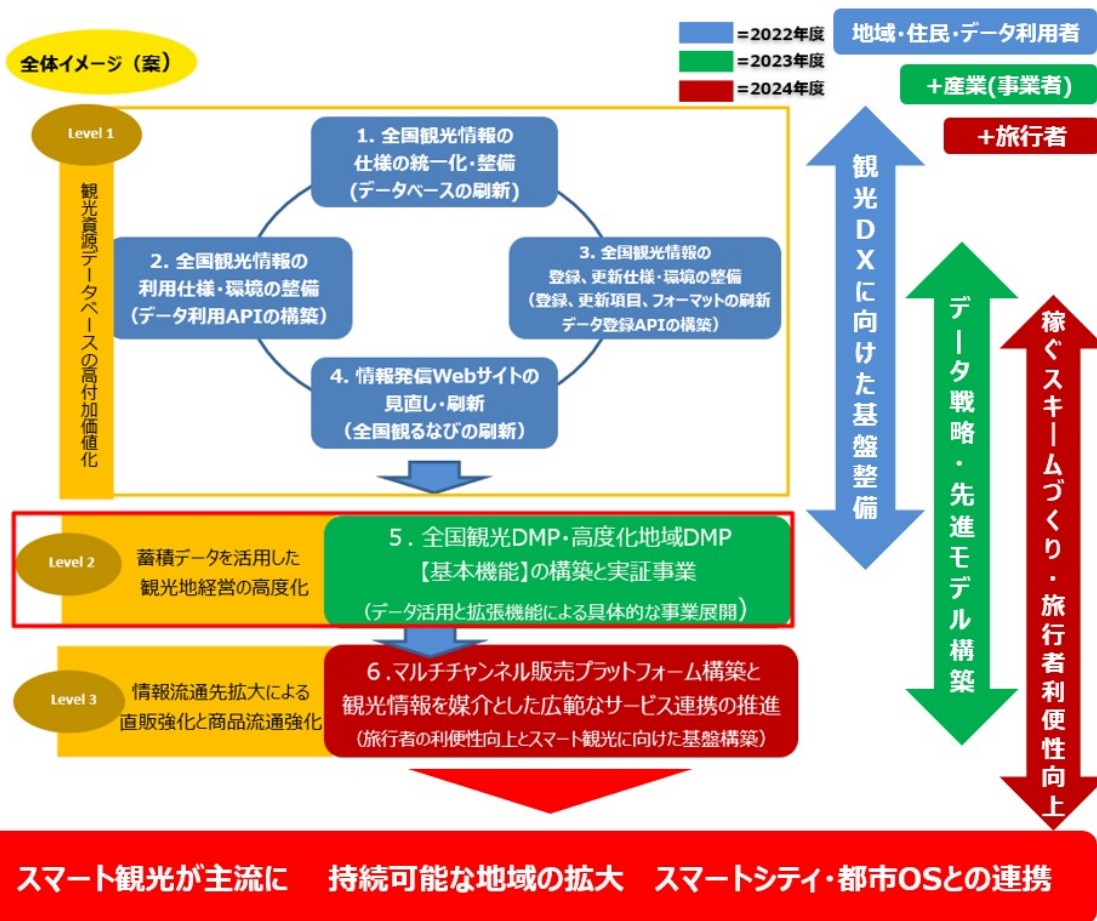 全体イメージ（案）
=2022年度
=2023年度
=2024年度
地域・住民・データ利用者
+産業(事業者)
+旅行者
Level 1
観光資源データベースの高付加価値化
1. 全国観光情報の
仕様の統一化・整備
(データベースの刷新)
2. 全国観光情報の
利用仕様・環境の整備
（データ利用APIの構築）
3. 全国観光情報の
登録、更新仕様・環境の整備
（登録、更新項目、フォーマットの刷新
データ登録APIの構築）
4. 情報発信Webサイトの
見直し・刷新
（全国観るなびの刷新）
Level 2
蓄積データを活用した
観光地経営の高度化
5．全国観光DMP・高度化地域DMP
【基本機能】の構築と実証事業
（データ活用と拡張機能による具体的な事業展開）
Level 3
情報流通先拡大による
直販強化と商品流通強化
6.マルチチャンネル販売プラットフォーム構築と
観光情報を媒介とした広範なサービス連携の推進
（旅行者の利便性向上とスマート観光に向けた基盤構築）
観光DXに向けた基盤整備
データ戦略・先進モデル構築
稼ぐスキームづくり・旅行者利便性向上
スマート観光が主流に　持続可能な地域の拡大　スマートシティ・都市OSとの連携